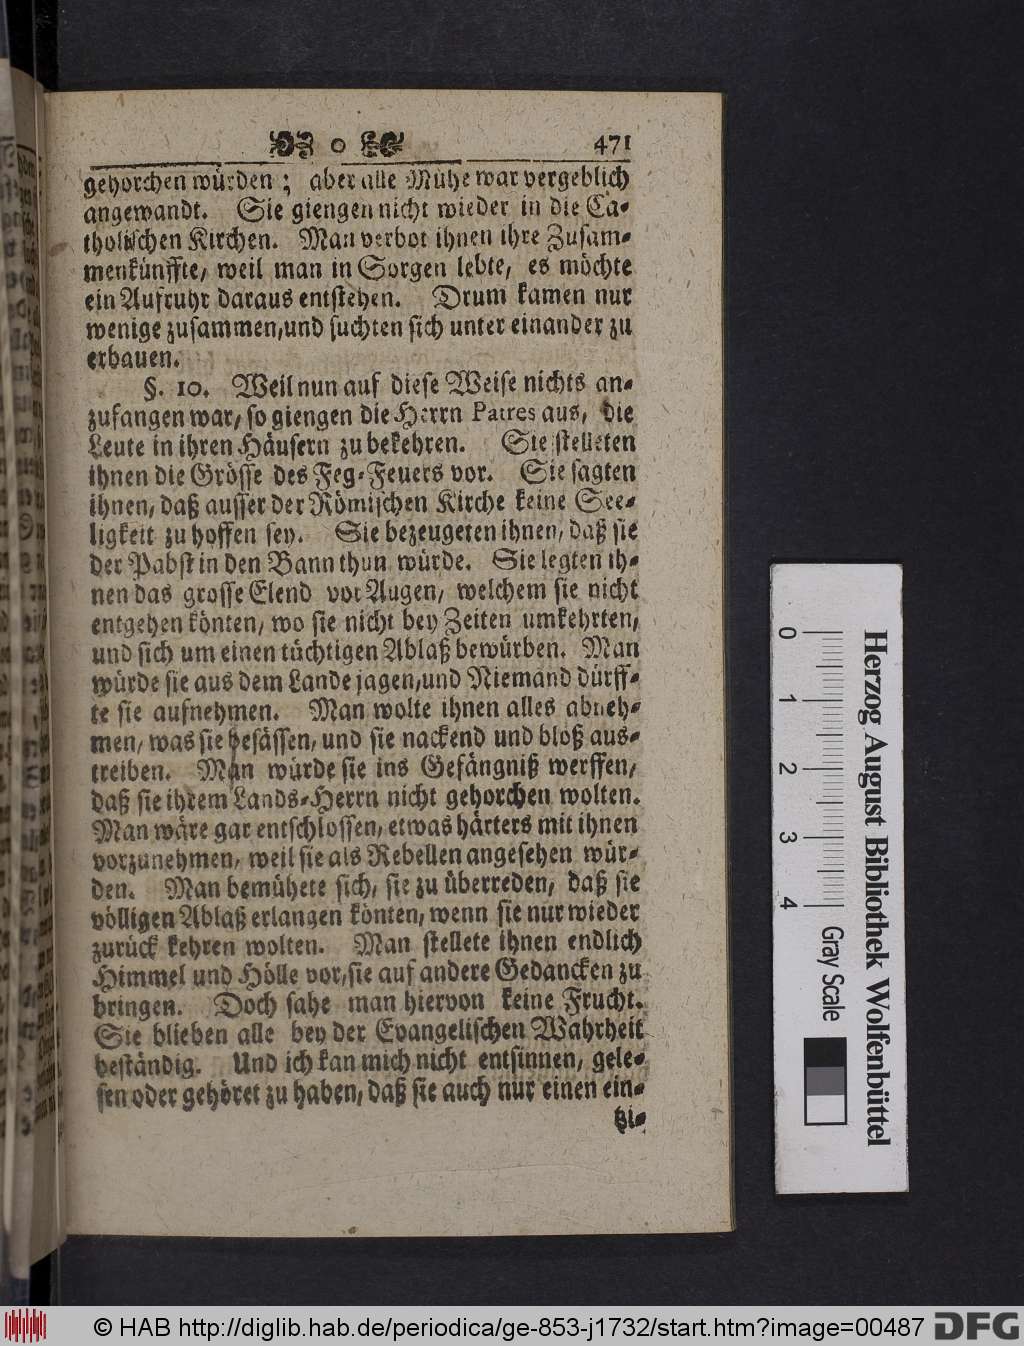 471
gehorchen würden; aber alle Mühe war vergeblich
angewandt. Sie giengen nicht wieder in die Ca-
tholischen Kirchen. Man verbot ihnen ihre Zusam-
menkünffte, weil man in Sorgen lebte, es möchte
ein Aufruhr daraus entstehen. Drum kamen nur
wenige zusammen, und suchten sich unter einander zu
erbauen.
§. 10. Weil nun auf diese Weise nichts an-
zufangen war, so giengen die Herrn Patres aus, die
Leute in ihren Häusern zu bekehren. Sie stelleten
ihnen die Grösse des Feg-Feuers vor. Sie sagten
ihnen, daß ausser der Römischen Kirche keine See-
ligkeit zu hoffen sey. Sie bezeugeten ihnen, daß sie
der Pabst in den Bann thun würde. Sie legten ih-
nen das grosse Elend vor Augen, welchem sie nicht
entgehen könten, wo sie nicht bey Zeiten umkehrten,
und sich um einen tüchtigen Ablaß bewürben. Man
würde sie aus dem Lande jagen, und Niemand dürff-
te sie aufnehmen. Man wolte ihnen alles abneh-
men, was sie besässen, und sie nackend und bloß aus-
treiben. Man würde sie ins Gefängniß werffen,
daß sie ihrem Lands-Herrn nicht gehorchen wolten.
Man wäre gar entschlossen, etwas härters mit ihnen
vorzunehmen, weil sie als Rebellen angesehen wür-
den. Man bemühete sich, sie zu überreden, daß sie
völligen Ablaß erlangen könten, wenn sie nur wieder
zurück kehren wolten. Man stellete ihnen endlich
Himmel und Hölle vor, sie auf andere Gedancken zu
bringen. Doch sahe man hiervon keine Frucht.
Sie blieben alle bey der Evangelischen Wahrheit
beständig. Und ich kan mich nicht entsinnen, gele-
sen oder gehöret zu haben, daß sie auch nur einen ein-
tzi-
0 1 2 3 4
Gray Scale
Herzog August Bibliothek Wolfenbüttel
© HAB http://diglib.hab.de/periodica/ge-853-j1732/start.htm?image=00487
DFG